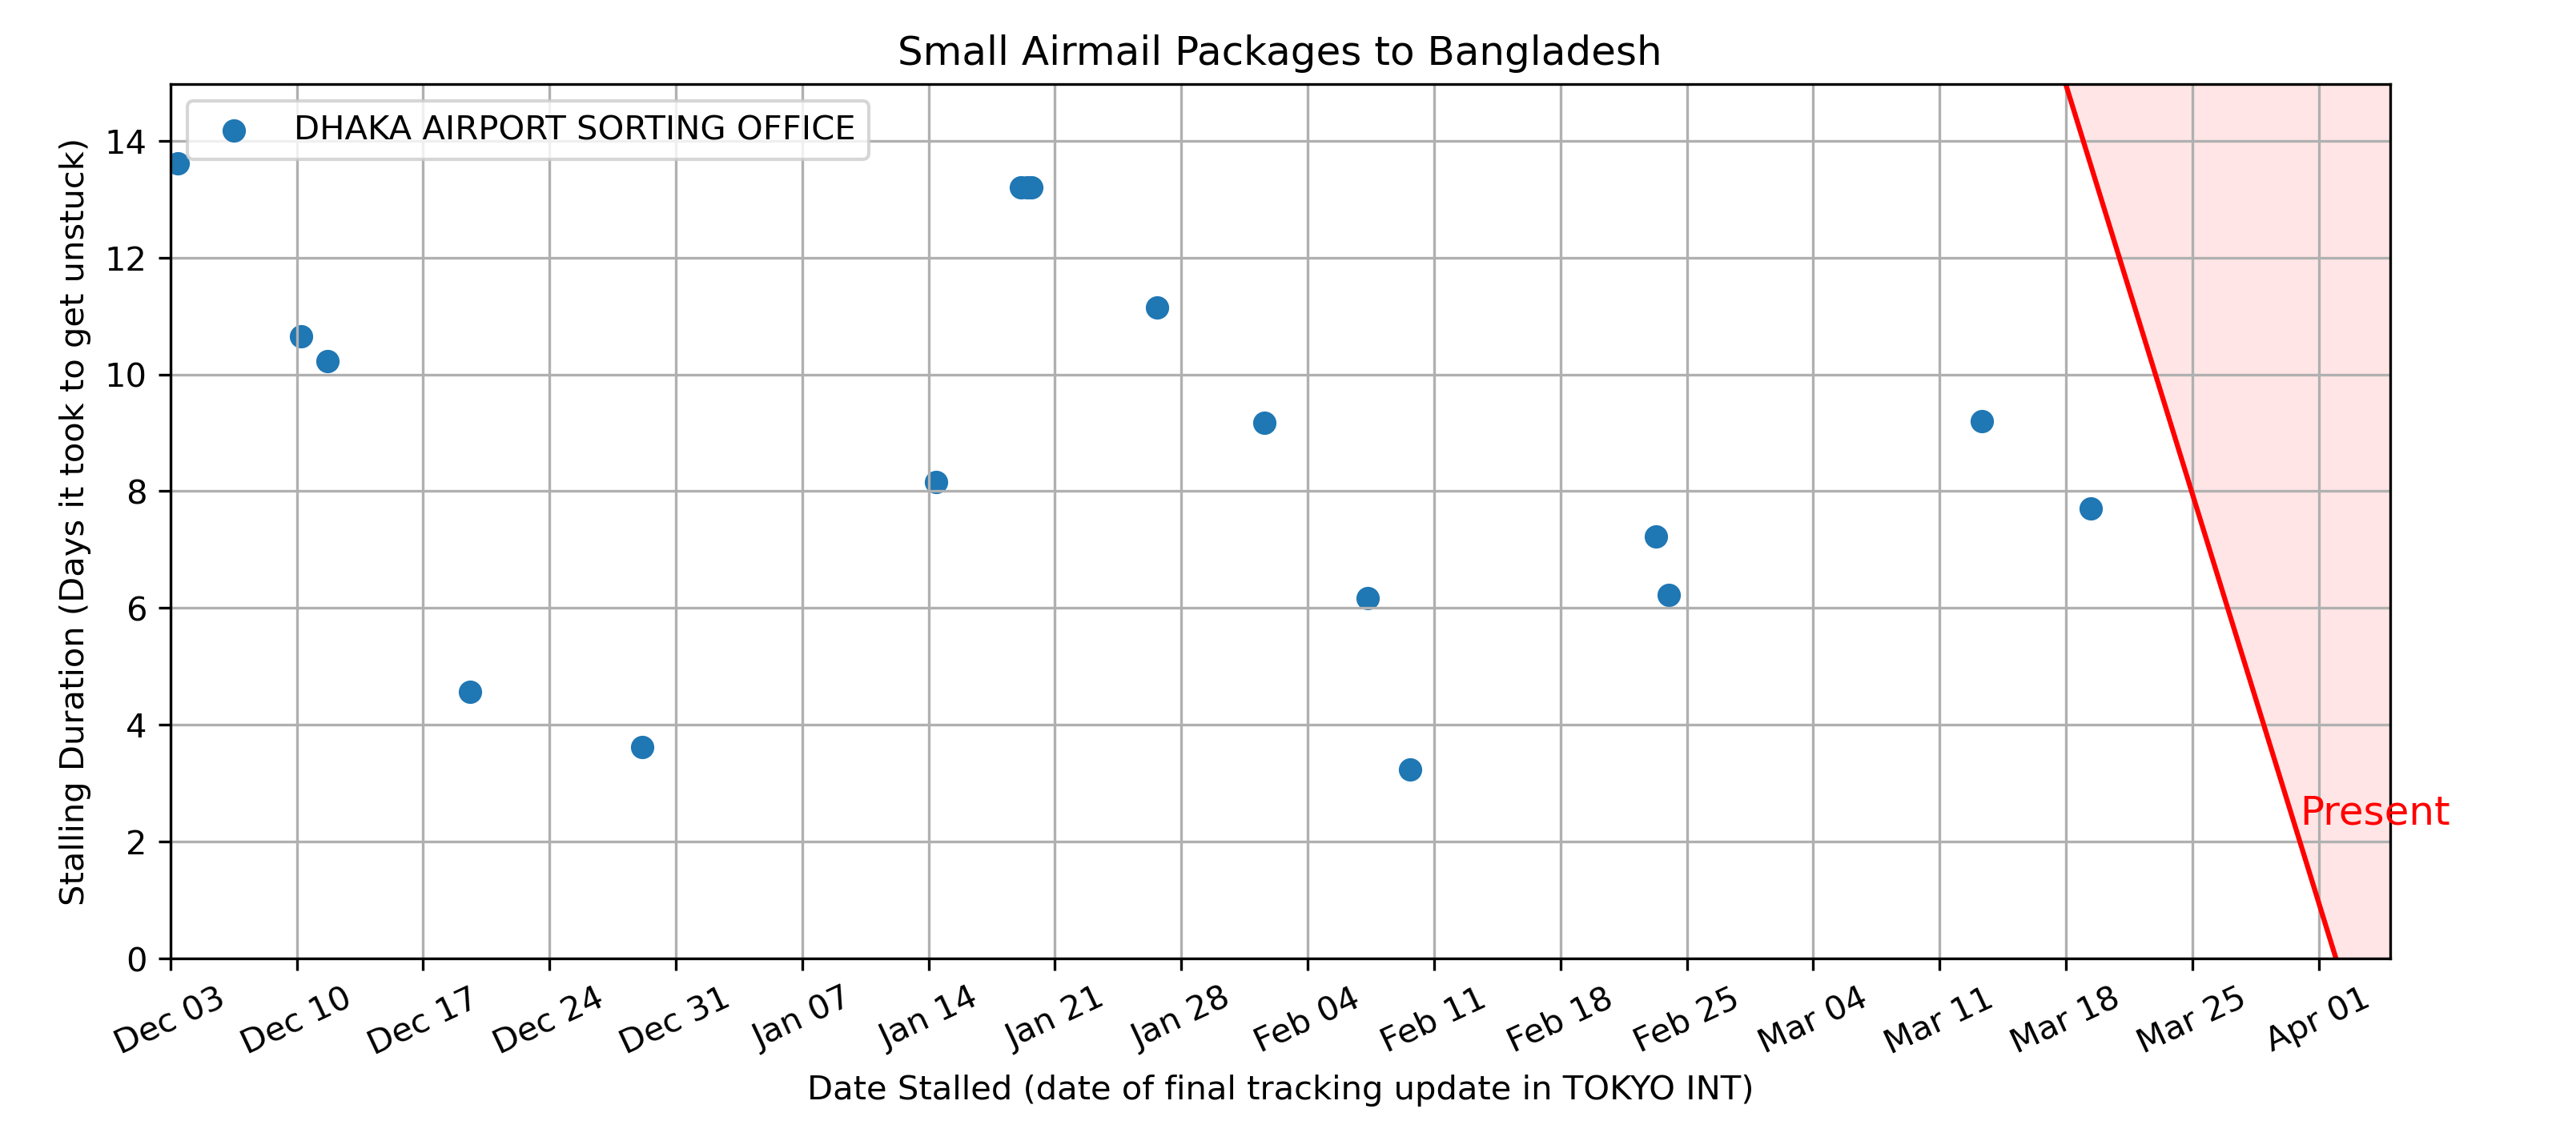 Small Airmail Packages to Bangladesh
DHAKA AIRPORT SORTING OFFICE
Stalling Duration (Days it took to get unstuck)
14
12
10
8
6
4
2
0
Present
Dec 03
Dec 10
Dec 17
Dec 24
Dec 31
Jan 07
Jan 14
Jan 21
Jan 28
Feb 04
Feb 11
Feb 18
Feb 25
Mar 04
Mar 11
Mar 18
Mar 25
Apr 01
Date Stalled (date of final tracking update in TOKYO INT)